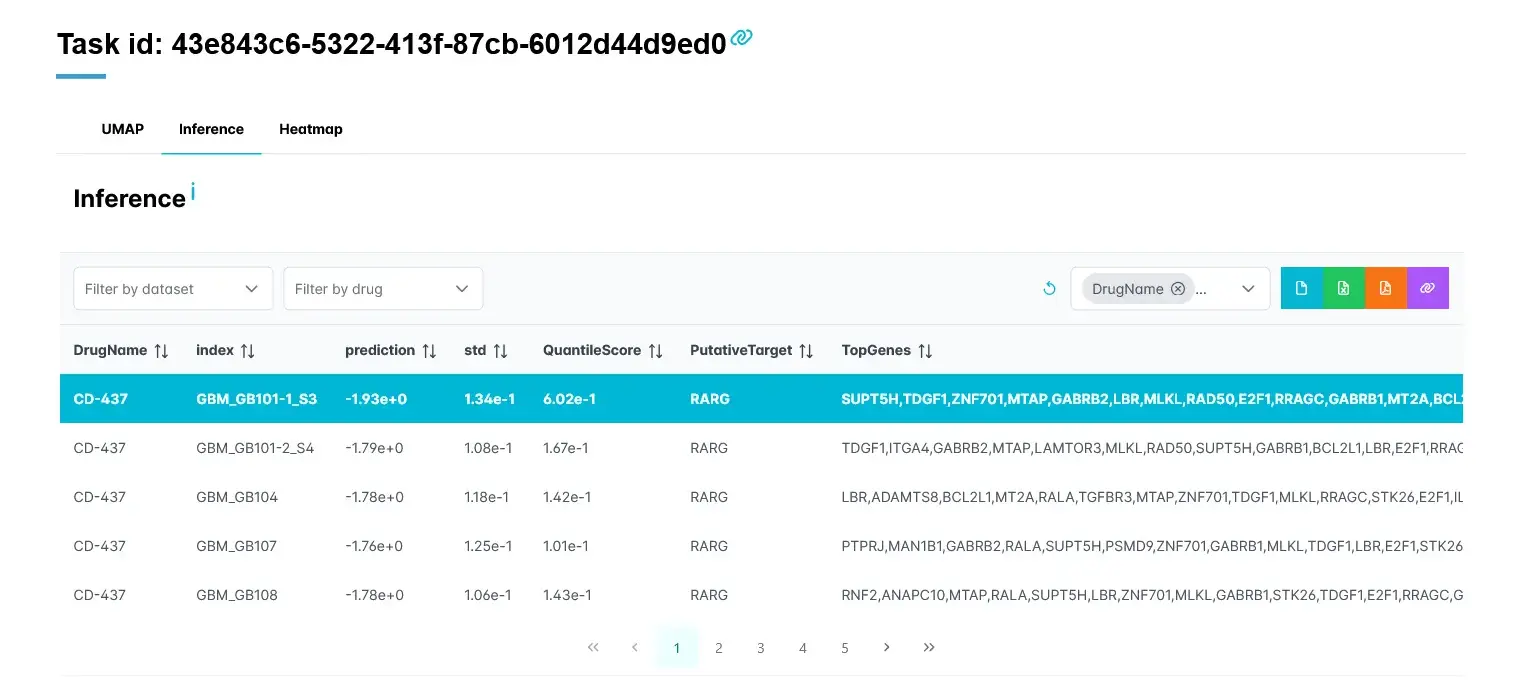 Task id: 43e843c6-5322-413f-87cb-6012d44d9ed0
UMAP Inference Heatmap
Inference i
Filter by dataset Filter by drug DrugName ...
DrugName index prediction std QuantileScore PutativeTarget TopGenes
CD-437 GBM_GB101-1_S3 -1.93e+0 1.34e-1 6.02e-1 RARG SUPT5H,TDGF1,ZNF701,MTAP,GABRB2,LBR,MLKL,RAD50,E2F1,RRAGC,GABRB1,MT2A,
CD-437 GBM_GB101-2_S4 -1.79e+0 1.08e-1 1.67e-1 RARG TDGF1,ITGA4,GABRB2,MTAP,LAMTOR3,MLKL,RAD50,SUPT5H,GABRB1,BCL2L1,LBR,E2F1,
CD-437 GBM_GB104 -1.78e+0 1.18e-1 1.42e-1 RARG LBR,ADAMTS8,BCL2L1,MT2A,RALA,TGFBR3,MTAP,ZNF701,TDGF1,MLKL,RRAGC,STK26,E2F1,
CD-437 GBM_GB107 -1.76e+0 1.25e-1 1.01e-1 RARG PTPRJ,MAN1B1,GABRB2,RALA,SUPT5H,PSMD9,ZNF701,GABRB1,MLKL,TDGF1,LBR,E2F1,STK26
CD-437 GBM_GB108 -1.78e+0 1.06e-1 1.43e-1 RARG RNF2,ANAPC10,MTAP,RALA,SUPT5H,LBR,ZNF701,MLKL,GABRB1,STK26,TDGF1,E2F1,RRAGC,
« ‹ 1 2 3 4 5 › »